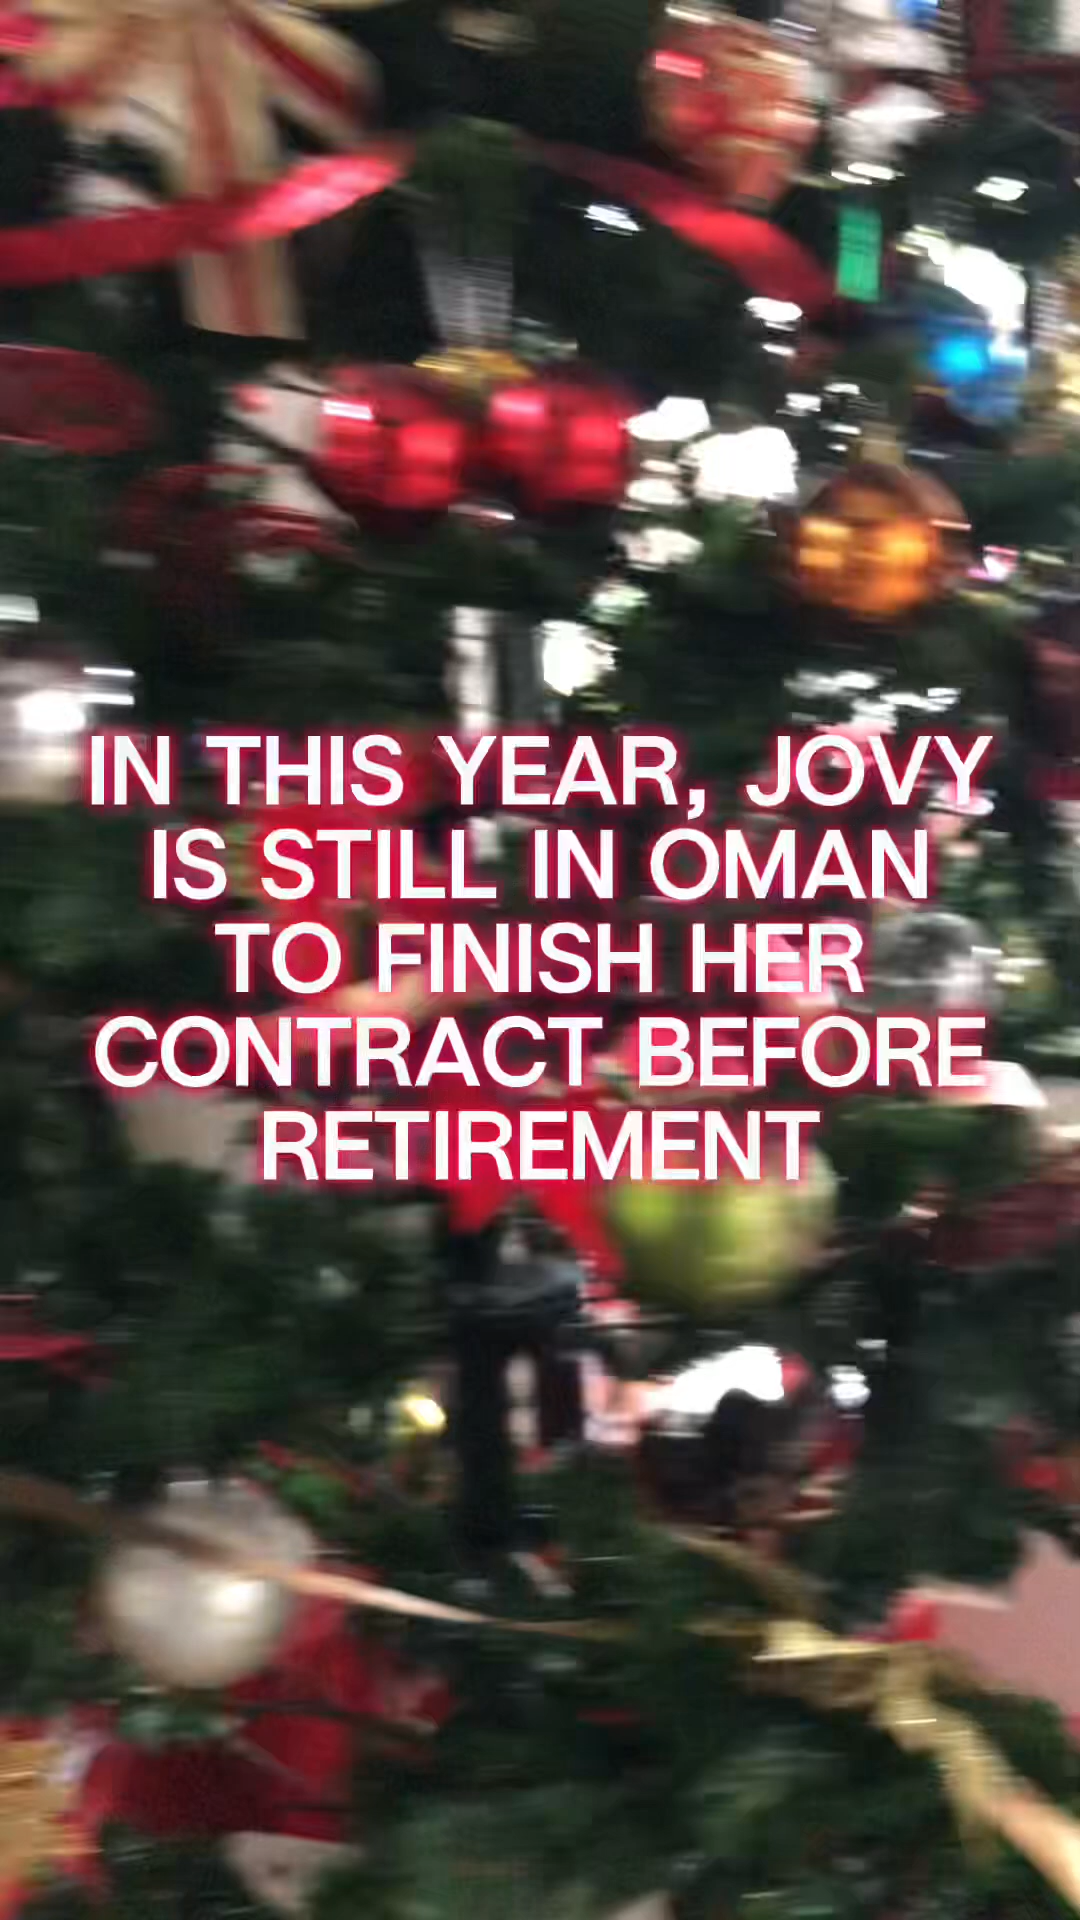 IN THIS YEAR, JOVY
IS STILL IN OMAN
TO FINISH HER
CONTRACT BEFORE
RETIREMENT